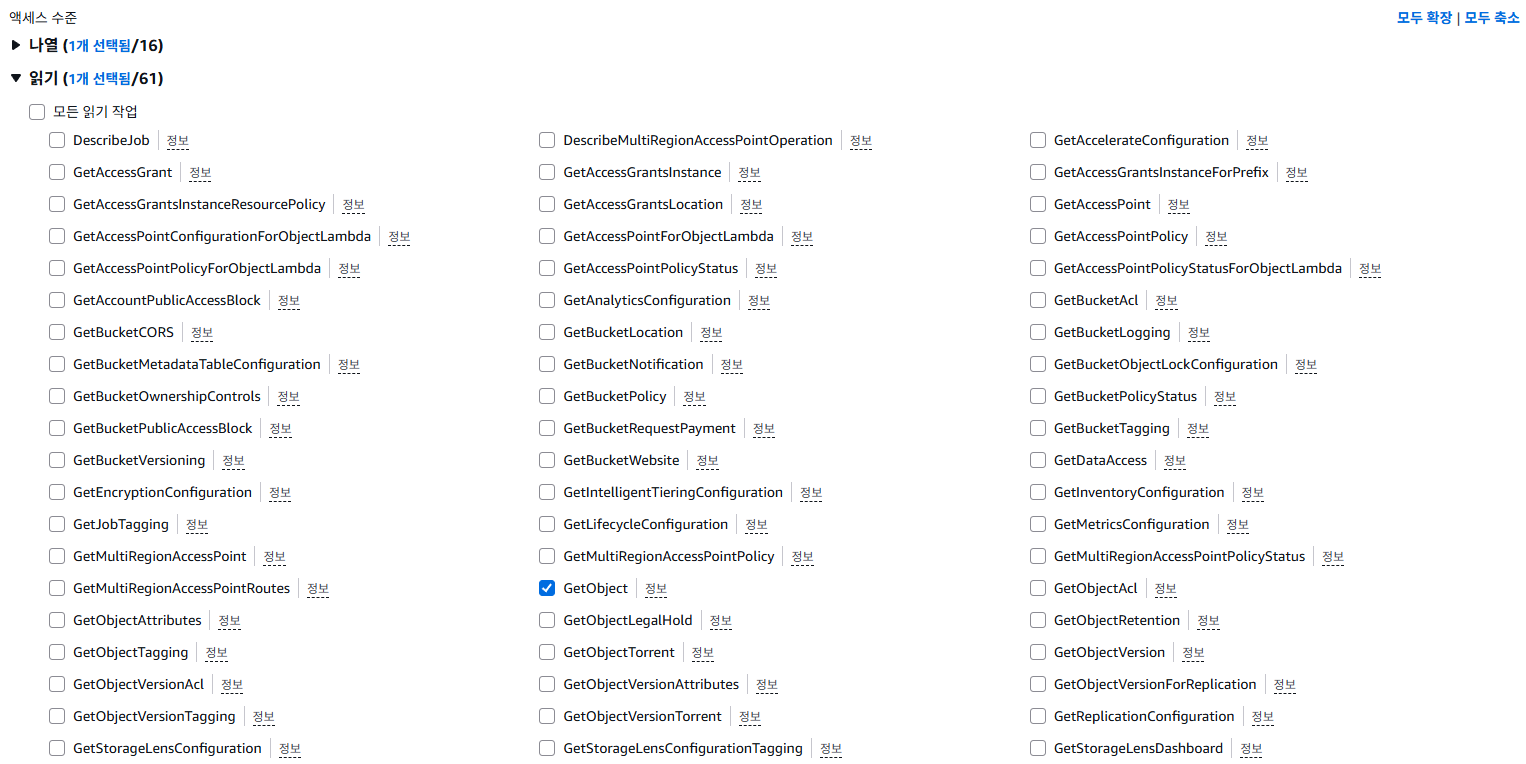 액세스 수준 모두 확장 | 모두 축소
나열 (1개 선택됨/16)
읽기 (1개 선택됨/61)
모든 읽기 작업
DescribeJob 정보 DescribeMultiRegionAccessPointOperation 정보 GetAccelerateConfiguration 정보
GetAccessGrant 정보 GetAccessGrantsInstance 정보 GetAccessGrantsInstanceForPrefix 정보
GetAccessGrantsInstanceResourcePolicy 정보 GetAccessGrantsLocation 정보 GetAccessPoint 정보
GetAccessPointConfigurationForObjectLambda 정보 GetAccessPointForObjectLambda 정보 GetAccessPointPolicy 정보
GetAccessPointPolicyForObjectLambda 정보 GetAccessPointPolicyStatus 정보 GetAccessPointPolicyStatusForObjectLambda 정보
GetAccountPublicAccessBlock 정보 GetAnalyticsConfiguration 정보 GetBucketAcl 정보
GetBucketCORS 정보 GetBucketLocation 정보 GetBucketLogging 정보
GetBucketMetadataTableConfiguration 정보 GetBucketNotification 정보 GetBucketObjectLockConfiguration 정보
GetBucketOwnershipControls 정보 GetBucketPolicy 정보 GetBucketPolicyStatus 정보
GetBucketPublicAccessBlock 정보 GetBucketRequestPayment 정보 GetBucketTagging 정보
GetBucketVersioning 정보 GetBucketWebsite 정보 GetDataAccess 정보
GetEncryptionConfiguration 정보 GetIntelligentTieringConfiguration 정보 GetInventoryConfiguration 정보
GetJobTagging 정보 GetLifecycleConfiguration 정보 GetMetricsConfiguration 정보
GetMultiRegionAccessPoint 정보 GetMultiRegionAccessPointPolicy 정보 GetMultiRegionAccessPointPolicyStatus 정보
GetMultiRegionAccessPointRoutes 정보 GetObject 정보 GetObjectAcl 정보
GetObjectAttributes 정보 GetObjectLegalHold 정보 GetObjectRetention 정보
GetObjectTagging 정보 GetObjectTorrent 정보 GetObjectVersion 정보
GetObjectVersionAcl 정보 GetObjectVersionAttributes 정보 GetObjectVersionForReplication 정보
GetObjectVersionTagging 정보 GetObjectVersionTorrent 정보 GetReplicationConfiguration 정보
GetStorageLensConfiguration 정보 GetStorageLensConfigurationTagging 정보 GetStorageLensDashboard 정보